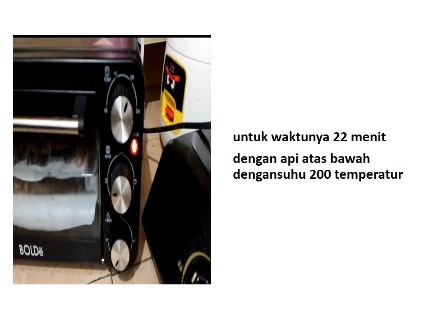 untuk waktunya 22 menit
dengan api atas bawah
dengansuhu 200 temperatur
BOLDe